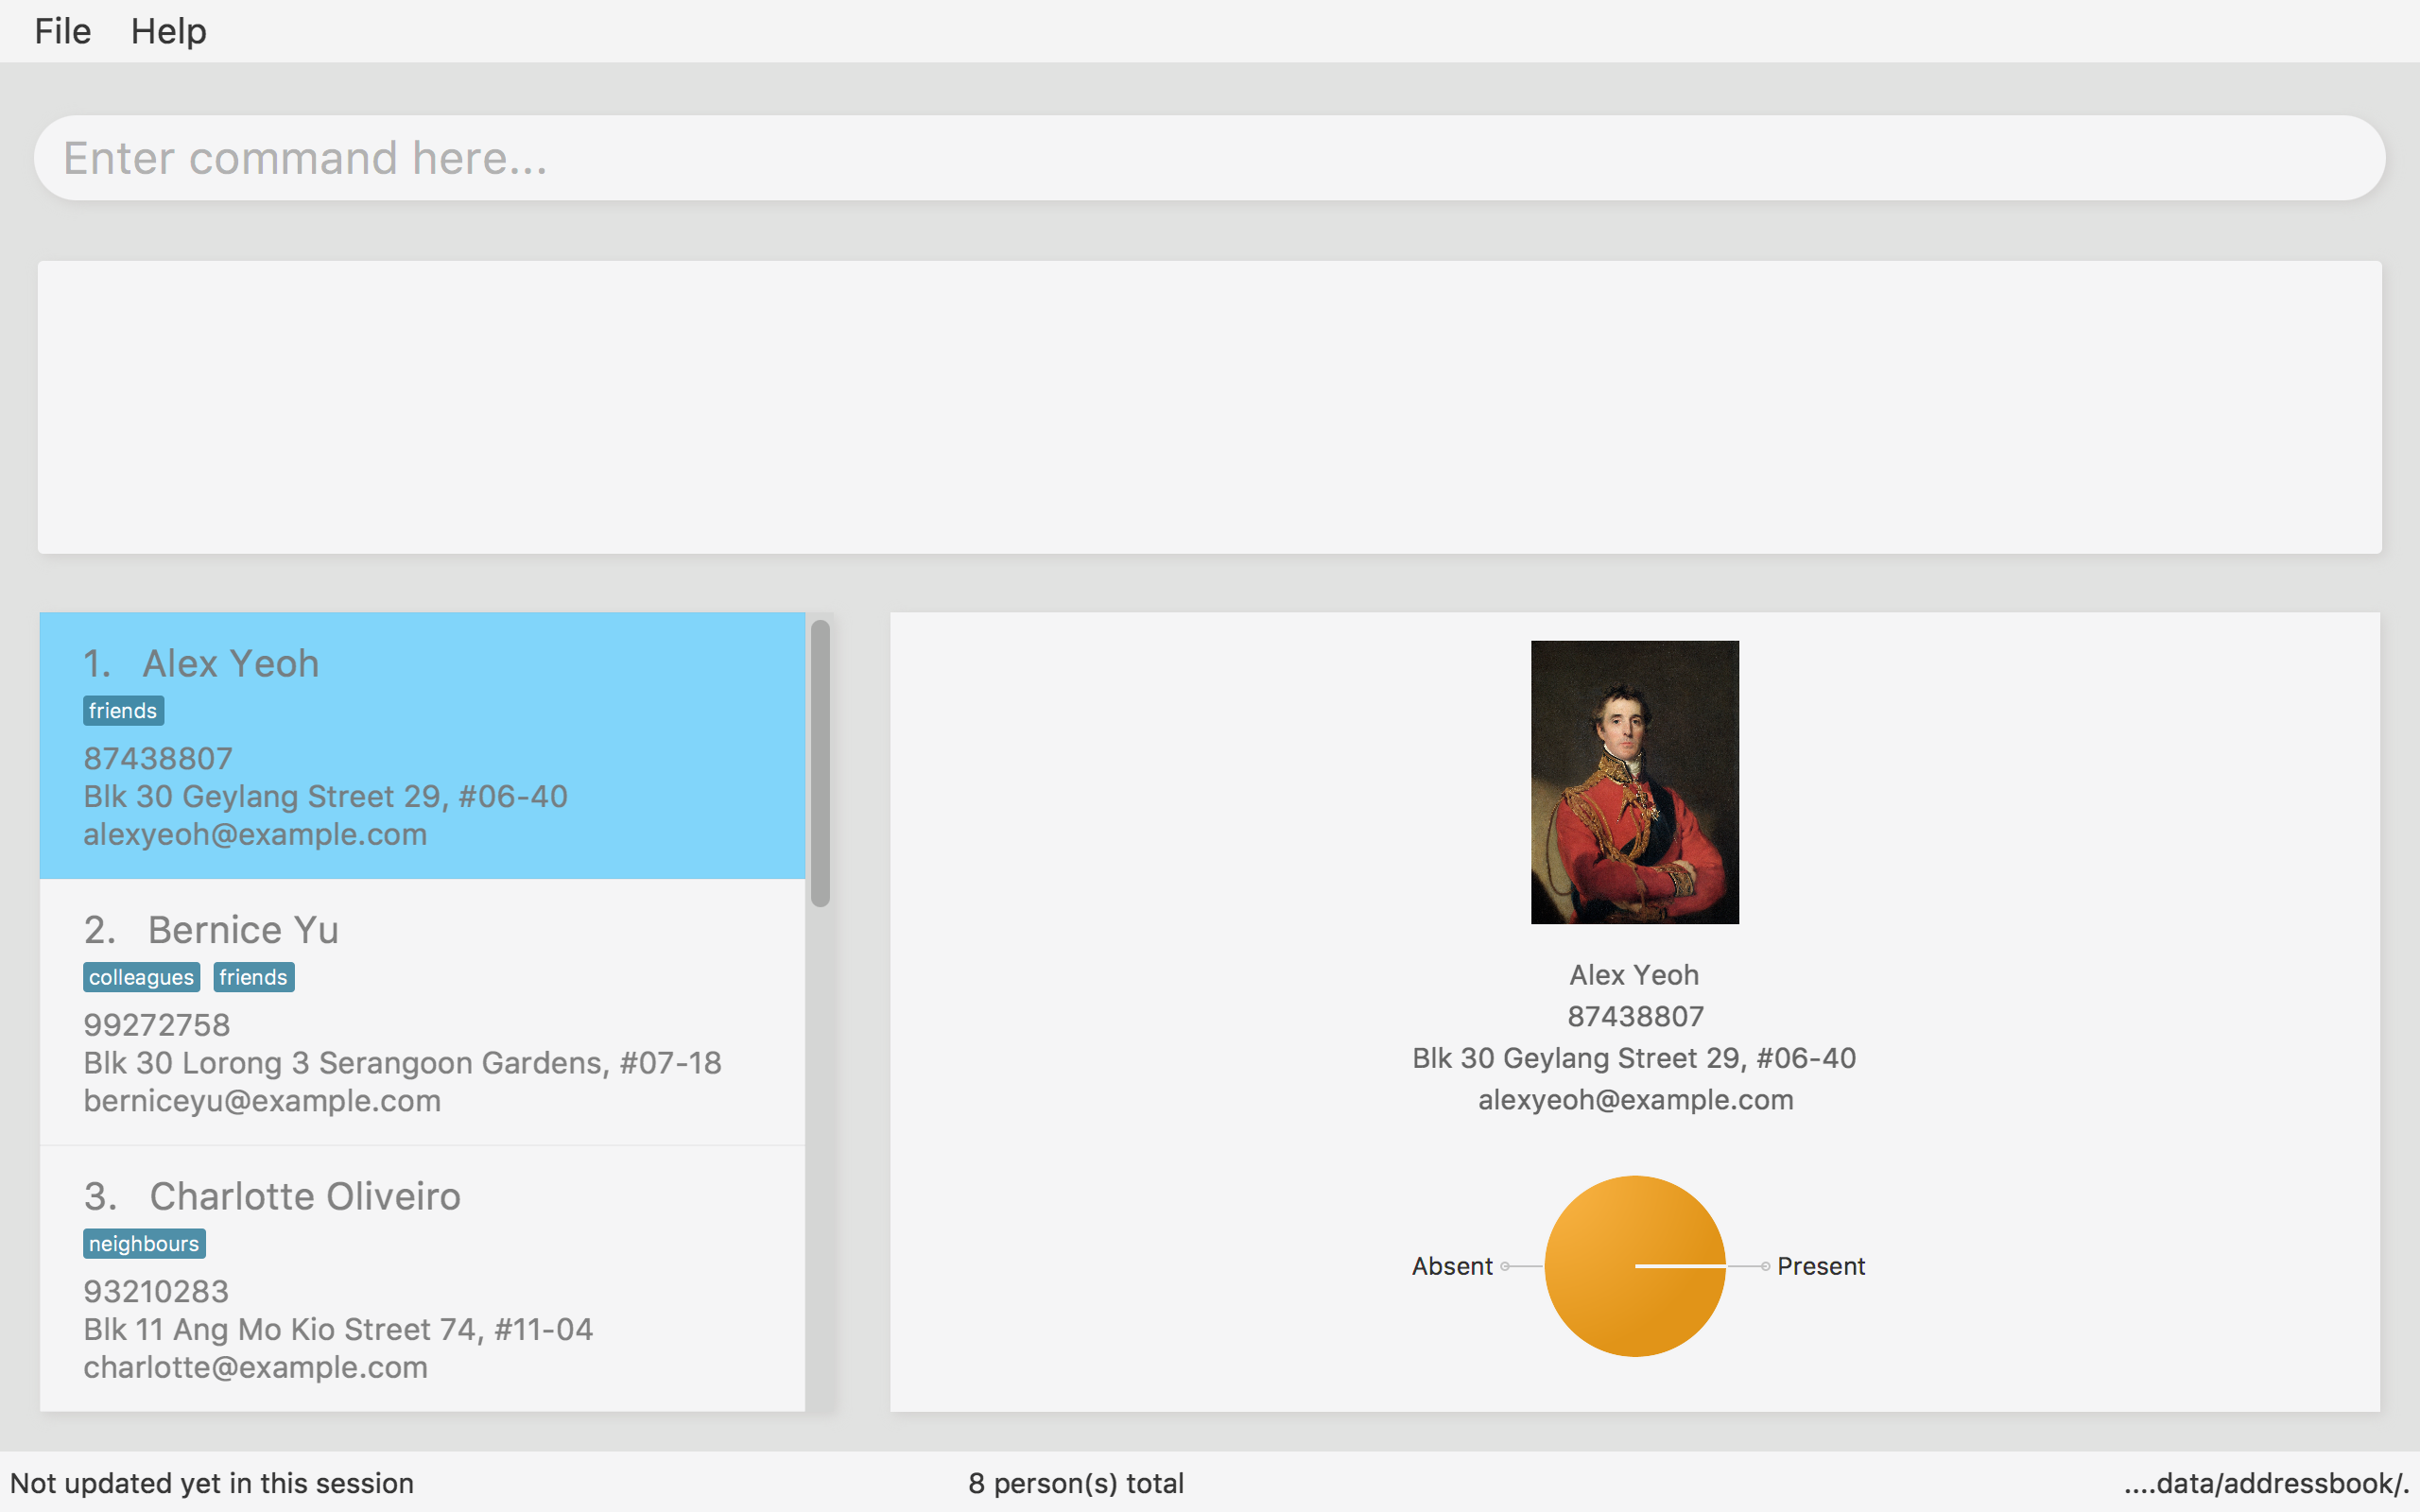 File Help
Enter command here...
1. Alex Yeoh
friends
87438807
Blk 30 Geylang Street 29, #06-40
alexyeoh@example.com
2. Bernice Yu
colleagues friends
99272758
Blk 30 Lorong 3 Serangoon Gardens, #07-18
berniceyu@example.com
3. Charlotte Oliveiro
neighbours
93210283
Blk 11 Ang Mo Kio Street 74, #11-04
charlotte@example.com
Alex Yeoh
87438807
Blk 30 Geylang Street 29, #06-40
alexyeoh@example.com
Absent Present
Not updated yet in this session 8 person(s) total ....data/addressbook/.